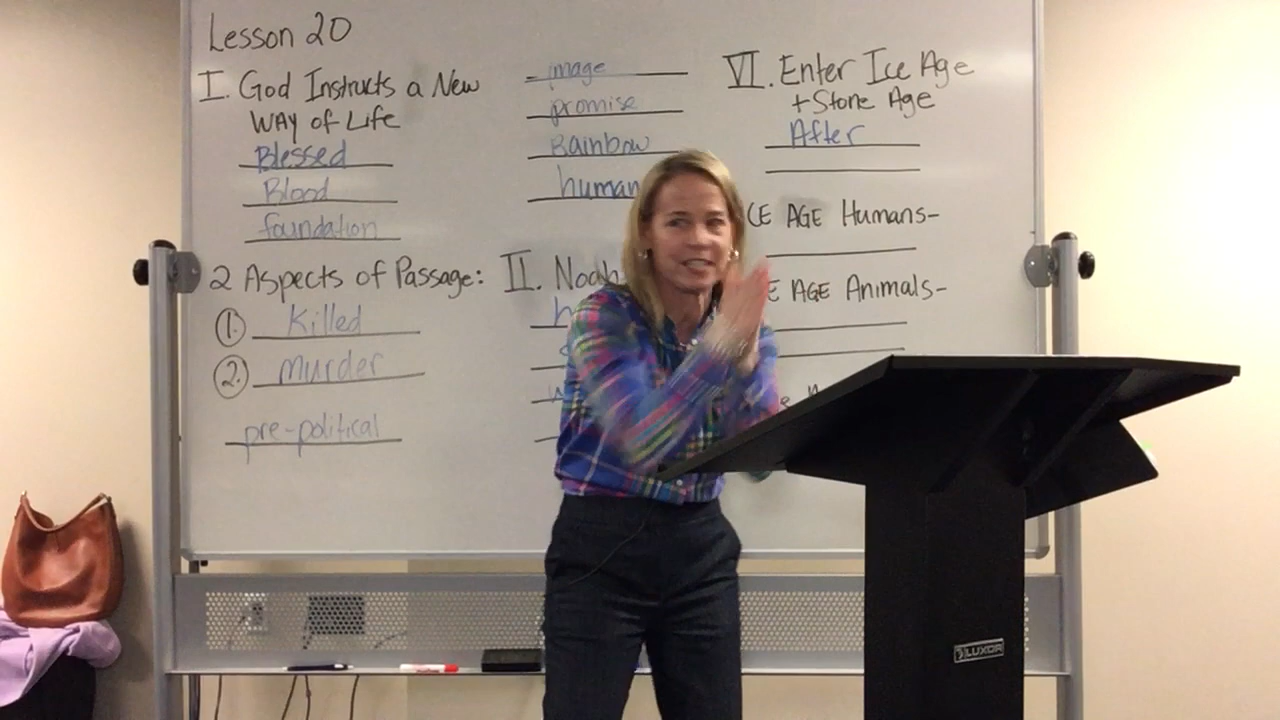 Lesson 20
I. God Instructs a New
WAY of Life
Blessed
Blood
foundation
2 Aspects of Passage:
1. Killed
2. Murder
pre-political
image
promise
Rainbow
human
II. Noah
VI. Enter Ice Age
+ Stone Age
After
CE AGE Humans-
E AGE Animals-
LUXOR